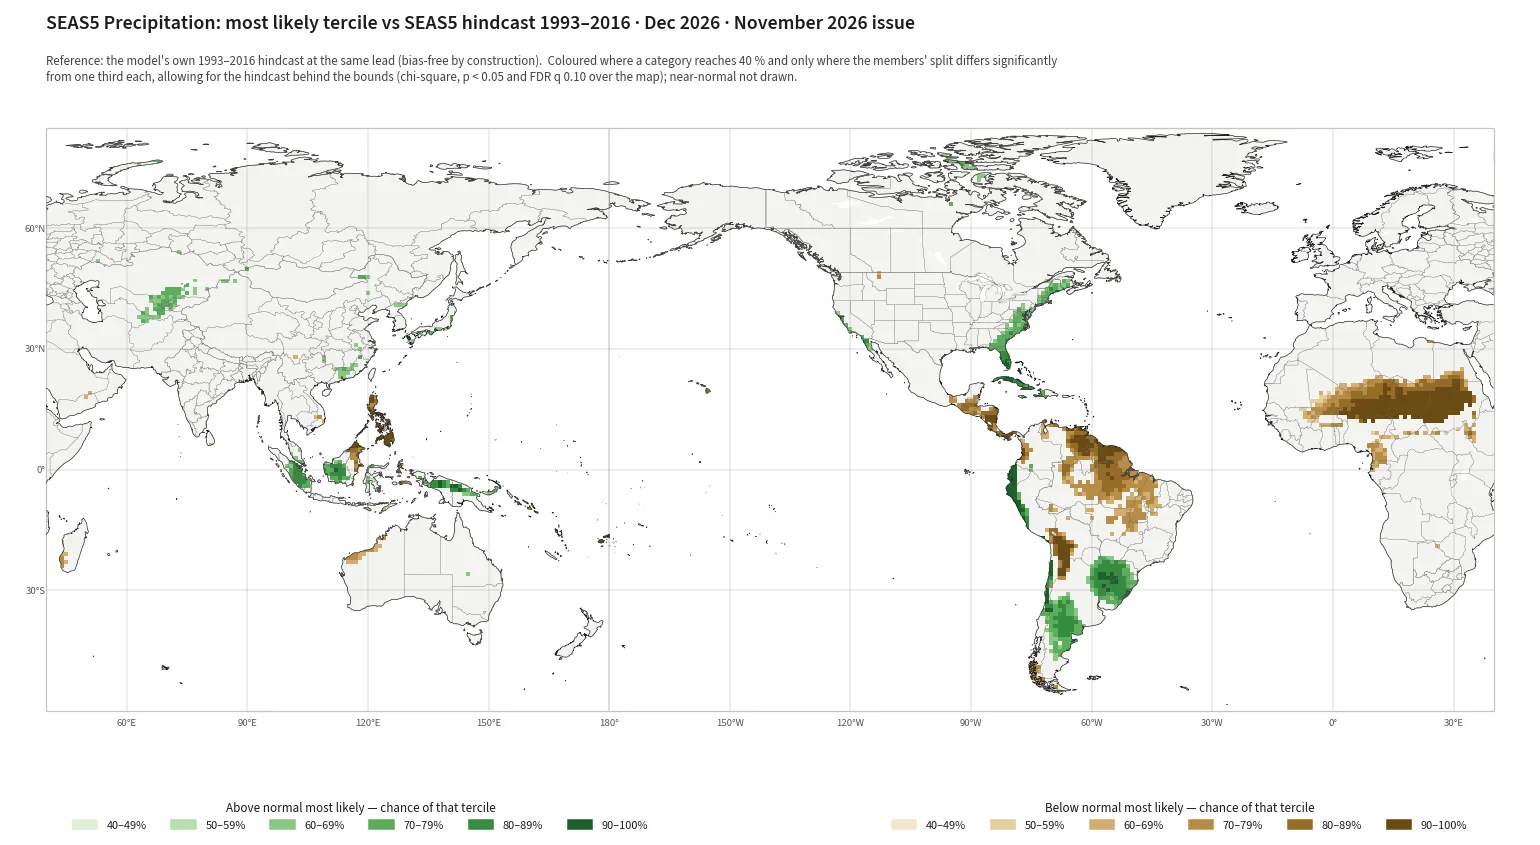 SEAS5 Precipitation: most likely tercile vs SEAS5 hindcast 1993–2016 · Dec 2026 · November 2026 issue
Reference: the model's own 1993–2016 hindcast at the same lead (bias-free by construction).  Coloured where a category reaches 40 % and only where the members' split differs significantly
from one third each, allowing for the hindcast behind the bounds (chi-square, p < 0.05 and FDR q 0.10 over the map); near-normal not drawn.
60°N
30°N
0°
30°S
60°E 90°E 120°E 150°E 180° 150°W 120°W 90°W 60°W 30°W 0° 30°E
Above normal most likely — chance of that tercile
40–49% 50–59% 60–69% 70–79% 80–89% 90–100%
Below normal most likely — chance of that tercile
40–49% 50–59% 60–69% 70–79% 80–89% 90–100%